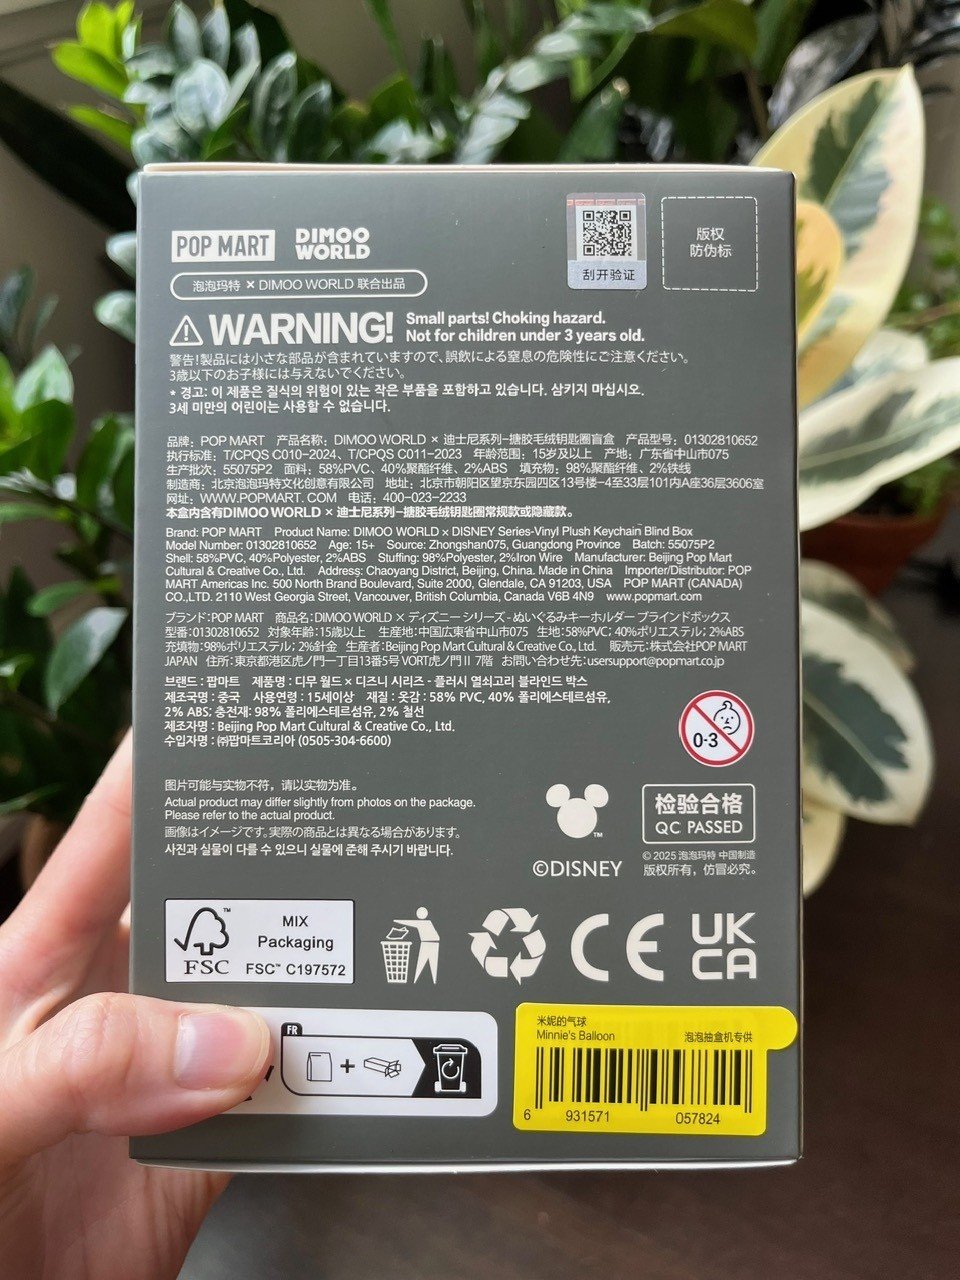 POP MART DIMOO WORLD
泡泡玛特 × DIMOO WORLD 联合出品
刮开验证
版权
防伪标
WARNING! Small parts! Choking hazard.
Not for children under 3 years old.
警告!製品には小さな部品が含まれていますので、誤飲による窒息の危険性にご注意ください。
3歳以下のお子様には与えないでください。
* 경고: 이 제품은 질식의 위험이 있는 작은 부품을 포함하고 있습니다. 삼키지 마십시오.
3세 미만의 어린이는 사용할 수 없습니다.
品牌: POP MART 产品名称: DIMOO WORLD × 迪士尼系列-搪胶毛绒钥匙圈盲盒 产品型号: 01302810652
执行标准: T/CPQS C010-2024、T/CPQS C011-2023 年龄范围: 15岁及以上 产地: 广东省中山市075
生产批次: 55075P2 面料: 58%PVC、40%聚酯纤维、2%ABS 填充物: 98%聚酯纤维、2%铁线
制造商: 北京泡泡玛特文化创意有限公司 地址: 北京市朝阳区望京东园四区13号楼-4至33层101内A座36层3606室
网址: WWW.POPMART.COM 电话: 400-023-2233
本盒内含有DIMOO WORLD × 迪士尼系列-搪胶毛绒钥匙圈常规款或隐藏款。
Brand: POP MART Product Name: DIMOO WORLD × DISNEY Series-Vinyl Plush Keychain Blind Box
Model Number: 01302810652 Age: 15+ Source: Zhongshan075, Guangdong Province Batch: 55075P2
Shell: 58%PVC, 40%Polyester, 2%ABS Stuffing: 98%Polyester, 2%Iron Wire Manufacturer: Beijing Pop Mart
Cultural & Creative Co., Ltd. Address: Chaoyang District, Beijing, China. Made in China Importer/Distributor: POP
MART Americas Inc. 500 North Brand Boulevard, Suite 2000, Glendale, CA 91203, USA POP MART (CANADA)
CO.,LTD. 2110 West Georgia Street, Vancouver, British Columbia, Canada V6B 4N9 www.popmart.com
ブランド: POP MART 商品名: DIMOO WORLD × ディズニー シリーズ - ぬいぐるみキーホルダー ブラインドボックス
型番: 01302810652 対象年齢: 15歳以上 生産地: 中国広東省中山市075 生地: 58%PVC; 40%ポリエステル; 2%ABS
充填物: 98%ポリエステル; 2%針金 生産者: Beijing Pop Mart Cultural & Creative Co., Ltd. 販売元: 株式会社POP MART
JAPAN 住所: 東京都港区虎ノ門一丁目13番5号 VORT虎ノ門Ⅱ 7階 お問い合わせ先: usersupport@popmart.co.jp
브랜드 : 팝마트 제품명 : 디무 월드 × 디즈니 시리즈 - 플러시 열쇠고리 블라인드 박스
제조국명 : 중국 사용연령 : 15세이상 재질 : 옷감 : 58% PVC, 40% 폴리에스테르섬유,
2% ABS; 충전재: 98% 폴리에스테르섬유, 2% 철선
제조자명 : Beijing Pop Mart Cultural & Creative Co., Ltd.
수입자명 : ㈜팝마트코리아 (0505-304-6600)
0-3
图片可能与实物不符，请以实物为准。
Actual product may differ slightly from photos on the package.
Please refer to the actual product.
画像はイメージです。実際の商品とは異なる場合があります。
사진과 실물이 다를 수 있으니 실물에 준해 주시기 바랍니다.
TM
©DISNEY
检验合格
QC PASSED
© 2025 泡泡玛特 中国制造
版权所有，仿冒必究。
FSC™
MIX
Packaging
FSC™ C197572
CE
UK
CA
FR
米妮的气球
Minnie's Balloon
泡泡抽盒机专供
6 931571 057824